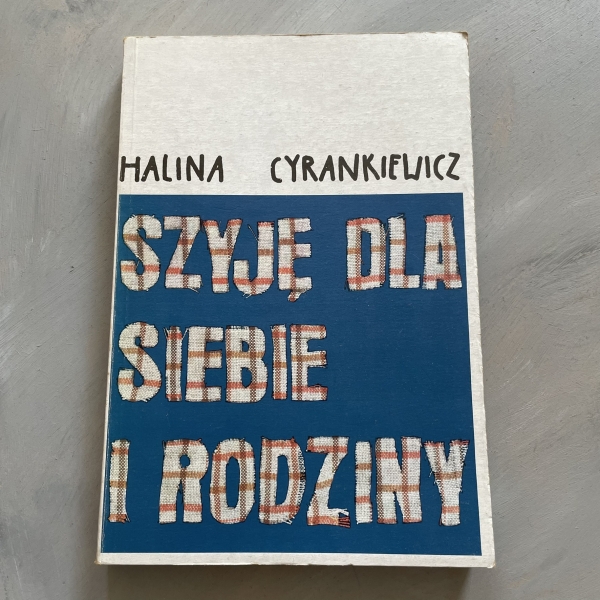 HALINA CYRANKIEWICZ
SZYJĘ DLA
SIEBIE
I RODZINY